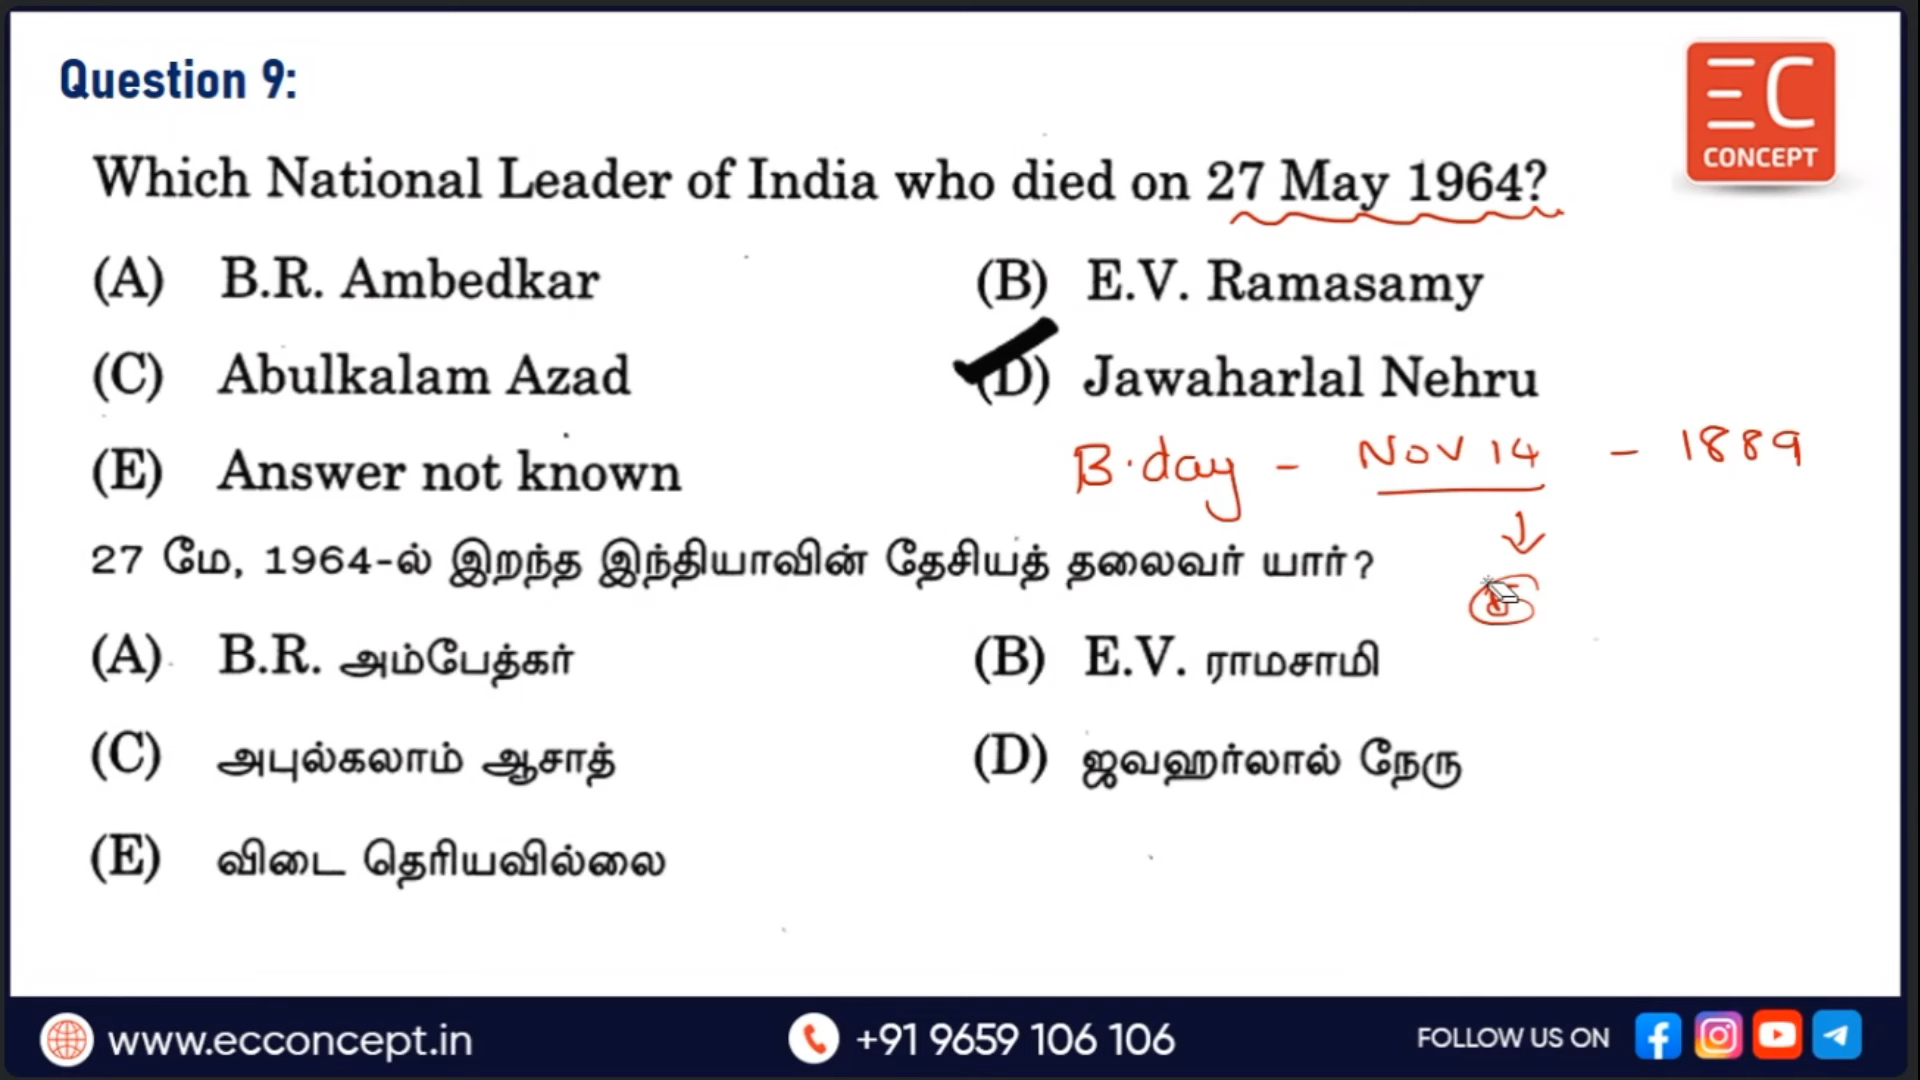 Question 9:
EC
CONCEPT
Which National Leader of India who died on 27 May 1964?
(A) B.R. Ambedkar (B) E.V. Ramasamy
(C) Abulkalam Azad (D) Jawaharlal Nehru
B.day - NOV 14 - 1889
(E) Answer not known
27 மே, 1964-ல் இறந்த இந்தியாவின் தேசியத் தலைவர் யார்?
(A) B.R. அம்பேத்கர் (B) E.V. ராமசாமி
(C) அபுல்கலாம் ஆசாத் (D) ஜவஹர்லால் நேரு
(E) விடை தெரியவில்லை
www.ecconcept.in +91 9659 106 106 FOLLOW US ON